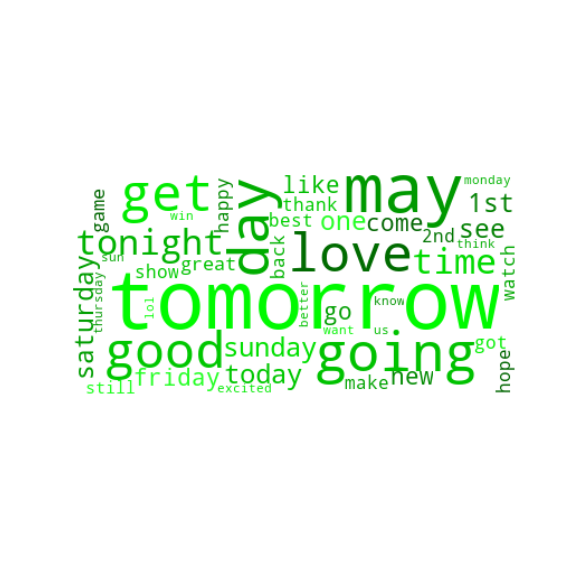 monday
like
may
get
game
happy
thank
1st
win
day
best
one
come
see
2nd
tonight
love
think
back
time
sun
great
show
watch
saturday
thursday
tomorrow
lol
better
know
go
want
us
good
sunday
going
got
friday
today
new
hope
make
still
excited